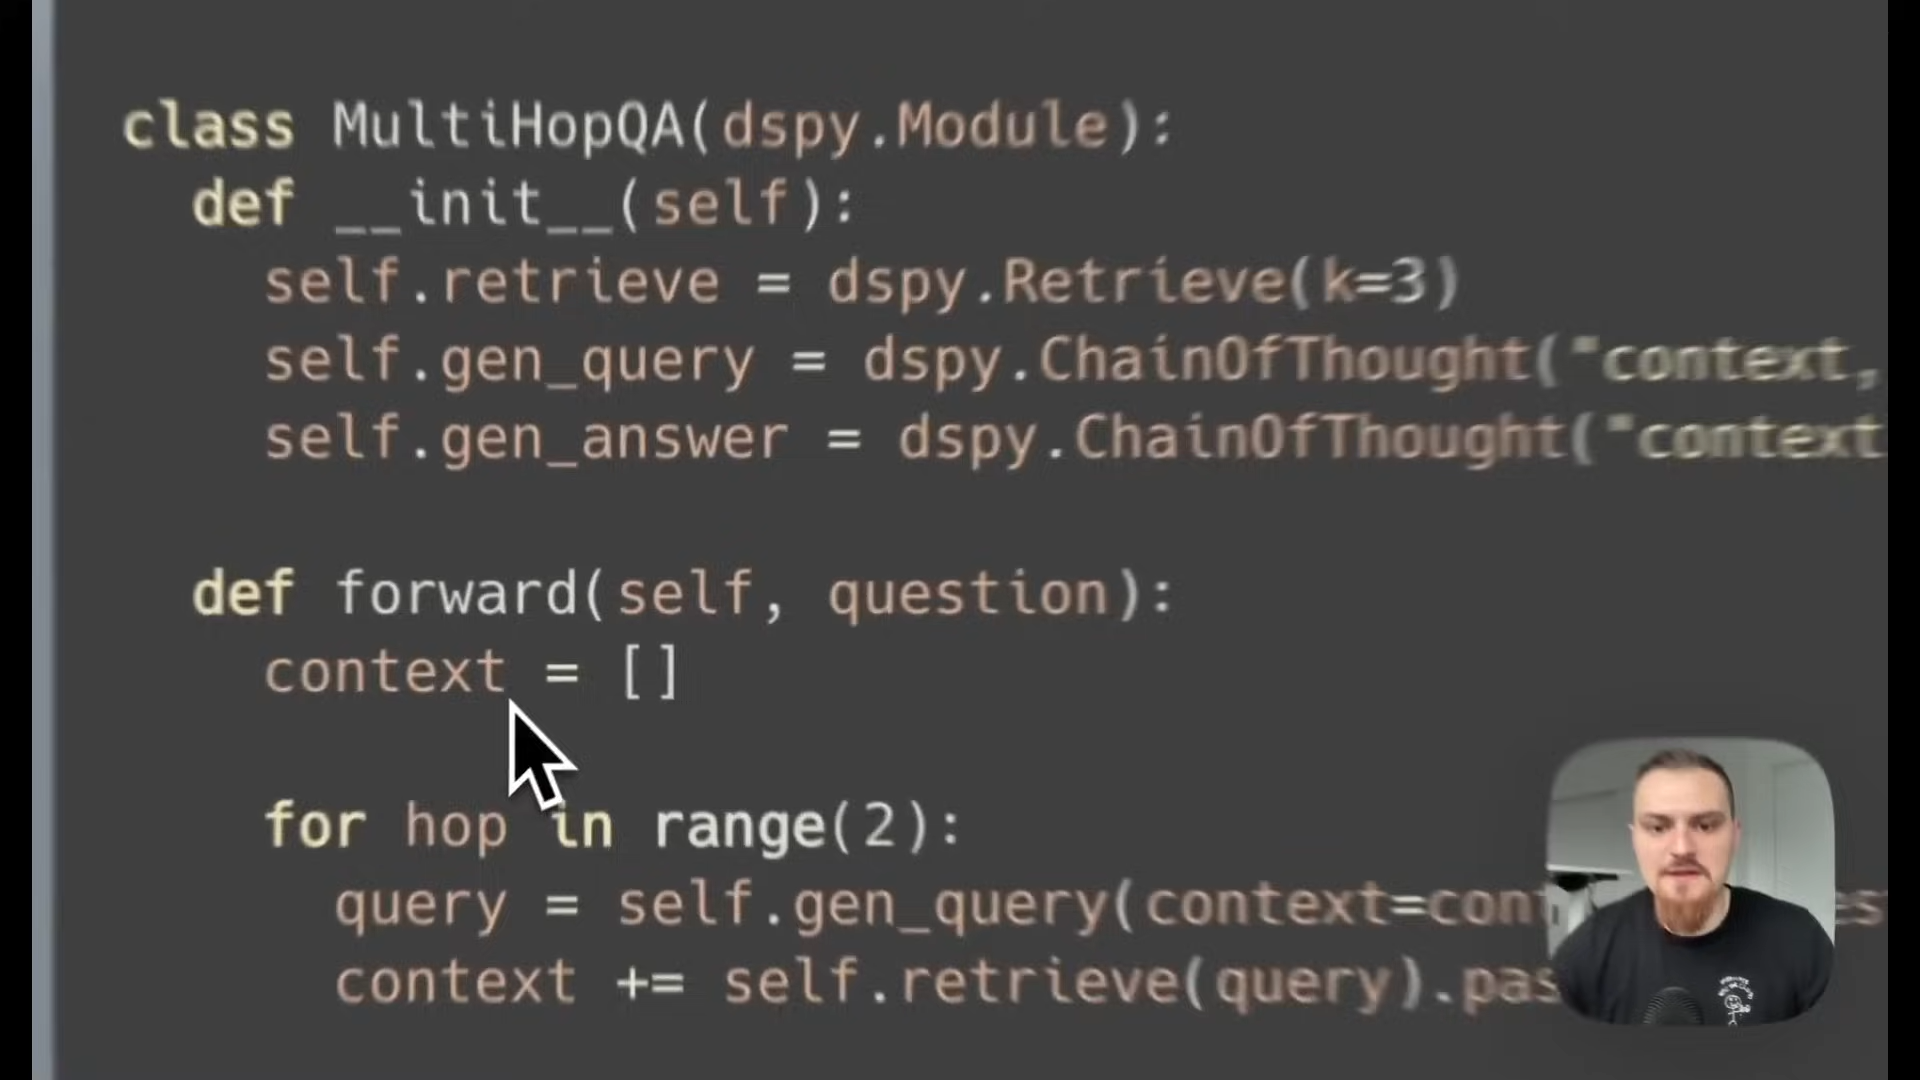 class MultiHopQA(dspy.Module):
def __init__(self):
self.retrieve = dspy.Retrieve(k=3)
self.gen_query = dspy.ChainOfThought("context,
self.gen_answer = dspy.ChainOfThought("context
def forward(self, question):
context = []
for hop in range(2):
query = self.gen_query(context=
context += self.retrieve(query).